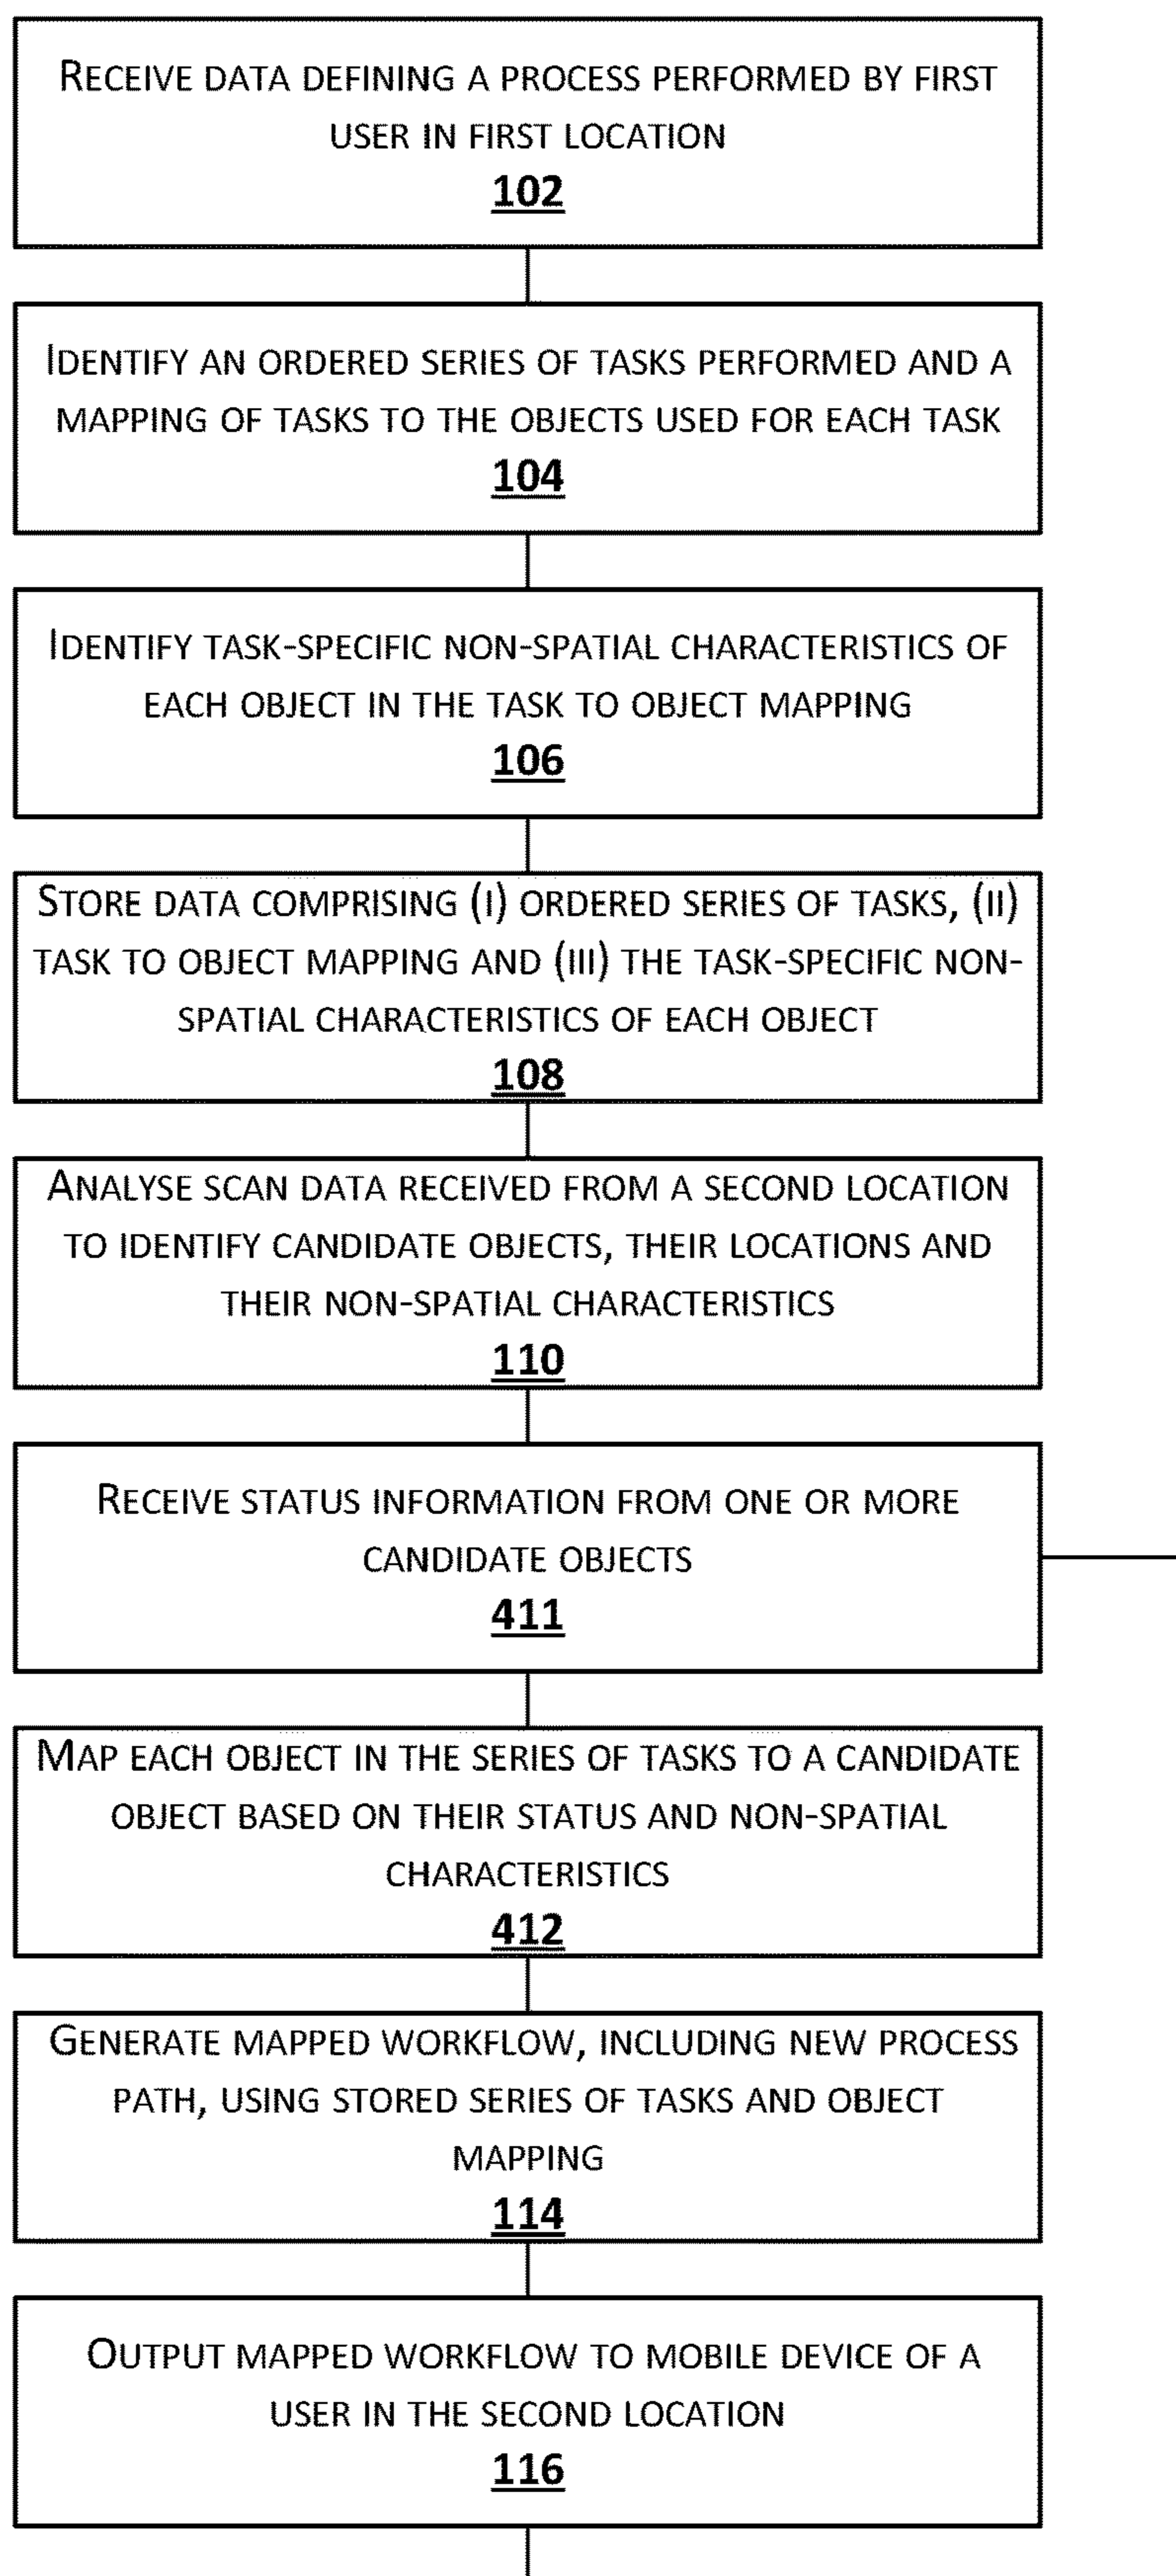 RECEIVE DATA DEFINING A PROCESS PERFORMED BY FIRST
USER IN FIRST LOCATION
102
IDENTIFY AN ORDERED SERIES OF TASKS PERFORMED AND A
MAPPING OF TASKS TO THE OBJECTS USED FOR EACH TASK
104
IDENTIFY TASK-SPECIFIC NON-SPATIAL CHARACTERISTICS OF
EACH OBJECT IN THE TASK TO OBJECT MAPPING
106
STORE DATA COMPRISING (I) ORDERED SERIES OF TASKS, (II)
TASK TO OBJECT MAPPING AND (III) THE TASK-SPECIFIC NON-
SPATIAL CHARACTERISTICS OF EACH OBJECT
108
ANALYSE SCAN DATA RECEIVED FROM A SECOND LOCATION
TO IDENTIFY CANDIDATE OBJECTS, THEIR LOCATIONS AND
THEIR NON-SPATIAL CHARACTERISTICS
110
RECEIVE STATUS INFORMATION FROM ONE OR MORE
CANDIDATE OBJECTS
411
MAP EACH OBJECT IN THE SERIES OF TASKS TO A CANDIDATE
OBJECT BASED ON THEIR STATUS AND NON-SPATIAL
CHARACTERISTICS
412
GENERATE MAPPED WORKFLOW, INCLUDING NEW PROCESS
PATH, USING STORED SERIES OF TASKS AND OBJECT
MAPPING
114
OUTPUT MAPPED WORKFLOW TO MOBILE DEVICE OF A
USER IN THE SECOND LOCATION
116